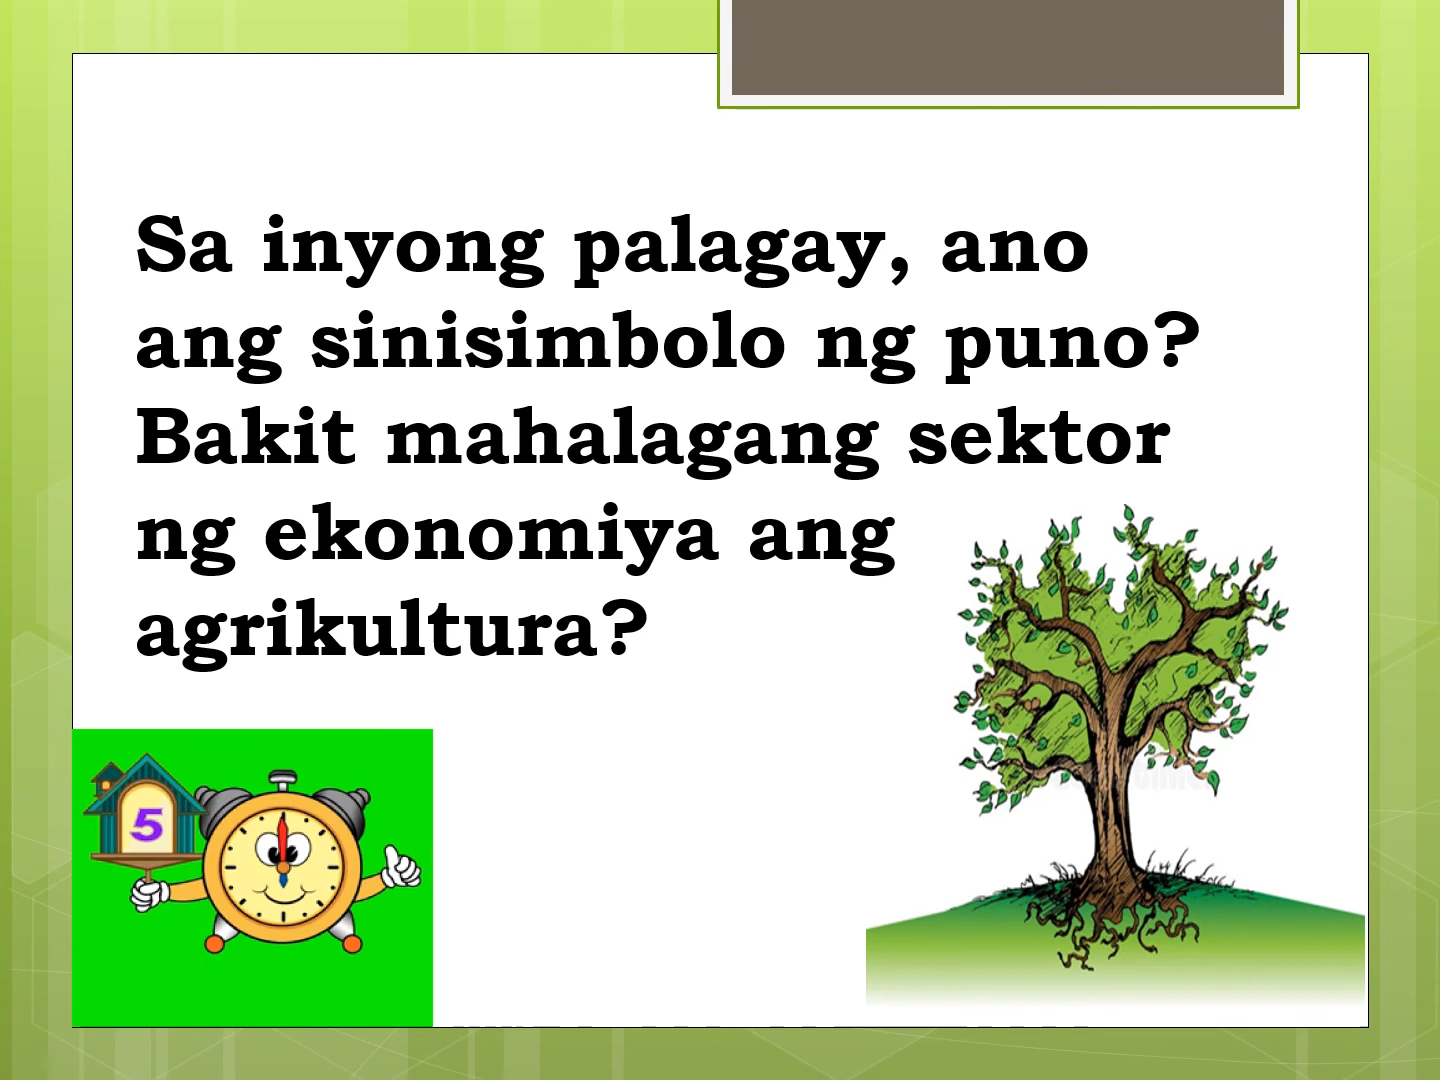 Sa inyong palagay, ano
ang sinisimbolo ng puno?
Bakit mahalagang sektor
ng ekonomiya ang
agrikultura?
5